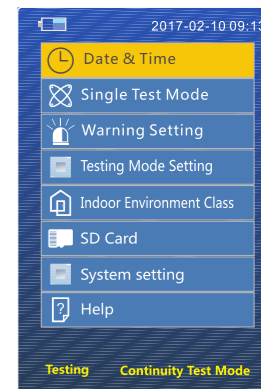 2017-02-10 09:13
Date & Time
Single Test Mode
Warning Setting
Testing Mode Setting
Indoor Environment Class
SD Card
System setting
Help
Testing Continuity Test Mode